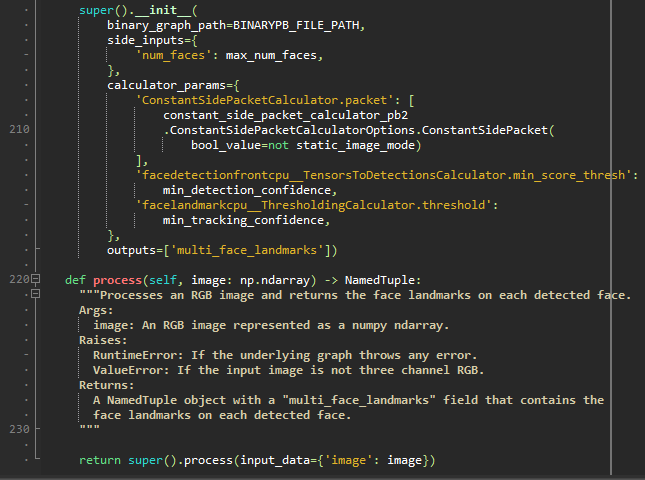 super().__init__(
binary_graph_path=BINARYPB_FILE_PATH,
side_inputs={
'num_faces': max_num_faces,
},
calculator_params={
'ConstantSidePacketCalculator.packet': [
constant_side_packet_calculator_pb2
210 .ConstantSidePacketCalculatorOptions.ConstantSidePacket(
bool_value=not static_image_mode)
],
'facedetectionfrontcpu__TensorsToDetectionsCalculator.min_score_thresh':
min_detection_confidence,
'facelandmarkcpu__ThresholdingCalculator.threshold':
min_tracking_confidence,
},
outputs=['multi_face_landmarks'])
220 def process(self, image: np.ndarray) -> NamedTuple:
"""Processes an RGB image and returns the face landmarks on each detected face.
Args:
image: An RGB image represented as a numpy ndarray.
Raises:
RuntimeError: If the underlying graph throws any error.
ValueError: If the input image is not three channel RGB.
Returns:
A NamedTuple object with a "multi_face_landmarks" field that contains the
face landmarks on each detected face.
230 """
return super().process(input_data={'image': image})